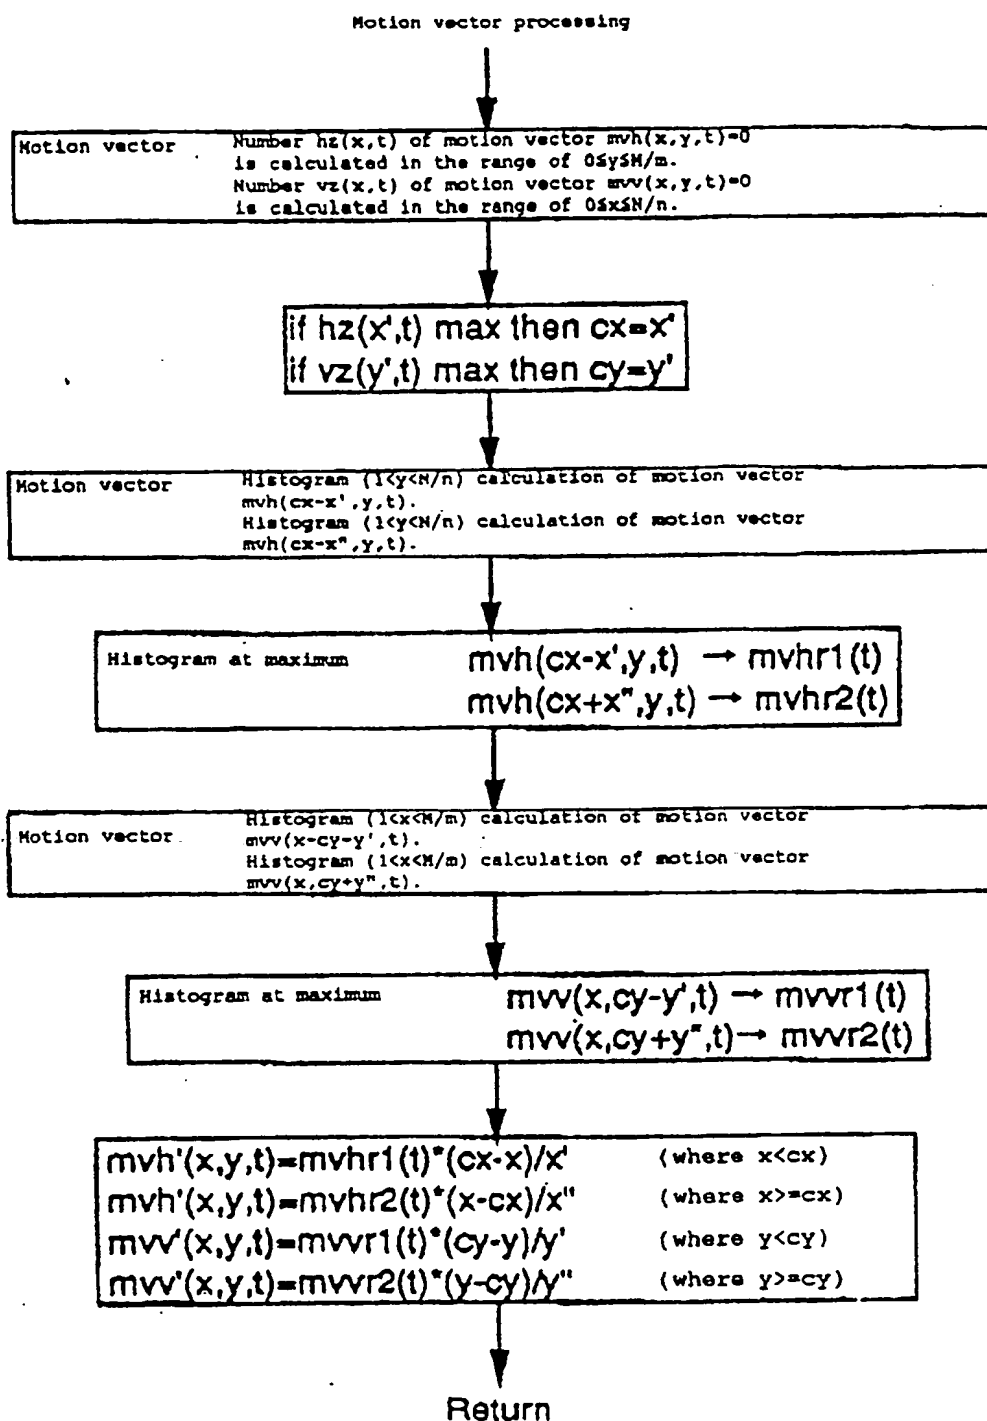 Motion vector processing
Motion vector
Number hz(x,t) of motion vector mvh(x,y,t)=0
is calculated in the range of 0≤y≤M/m.
Number vz(x,t) of motion vector mvv(x,y,t)=0
is calculated in the range of 0≤x≤N/n.
if hz(x',t) max then cx=x'
if vz(y',t) max then cy=y'
Motion vector
Histogram (1<y<M/n) calculation of motion vector
mvh(cx-x',y,t).
Histogram (1<y<M/n) calculation of motion vector
mvh(cx-x",y,t).
Histogram at maximum
mvh(cx-x',y,t) → mvhr1(t)
mvh(cx+x",y,t) → mvhr2(t)
Motion vector
Histogram (1<x<M/m) calculation of motion vector
mvv(x-cy-y',t).
Histogram (1<x<M/m) calculation of motion vector
mvv(x,cy+y",t).
Histogram at maximum
mvv(x,cy-y',t) → mvvr1(t)
mvv(x,cy+y",t) → mvvr2(t)
mvh'(x,y,t)=mvhr1(t)*(cx-x)/x' (where x<cx)
mvh'(x,y,t)=mvhr2(t)*(x-cx)/x" (where x>=cx)
mvv'(x,y,t)=mvvr1(t)*(cy-y)/y' (where y<cy)
mvv'(x,y,t)=mvvr2(t)*(y-cy)/y" (where y>=cy)
Return